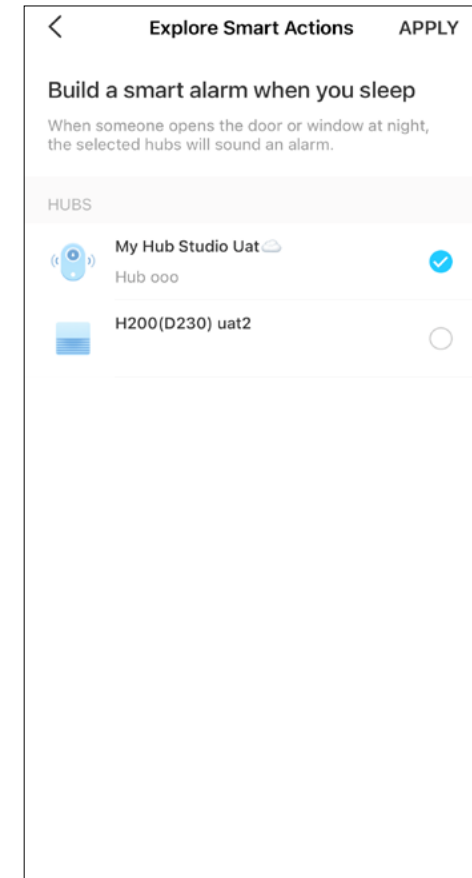 Explore Smart Actions APPLY
Build a smart alarm when you sleep
When someone opens the door or window at night,
the selected hubs will sound an alarm.
HUBS
My Hub Studio Uat☁️
Hub ooo
H200(D230) uat2